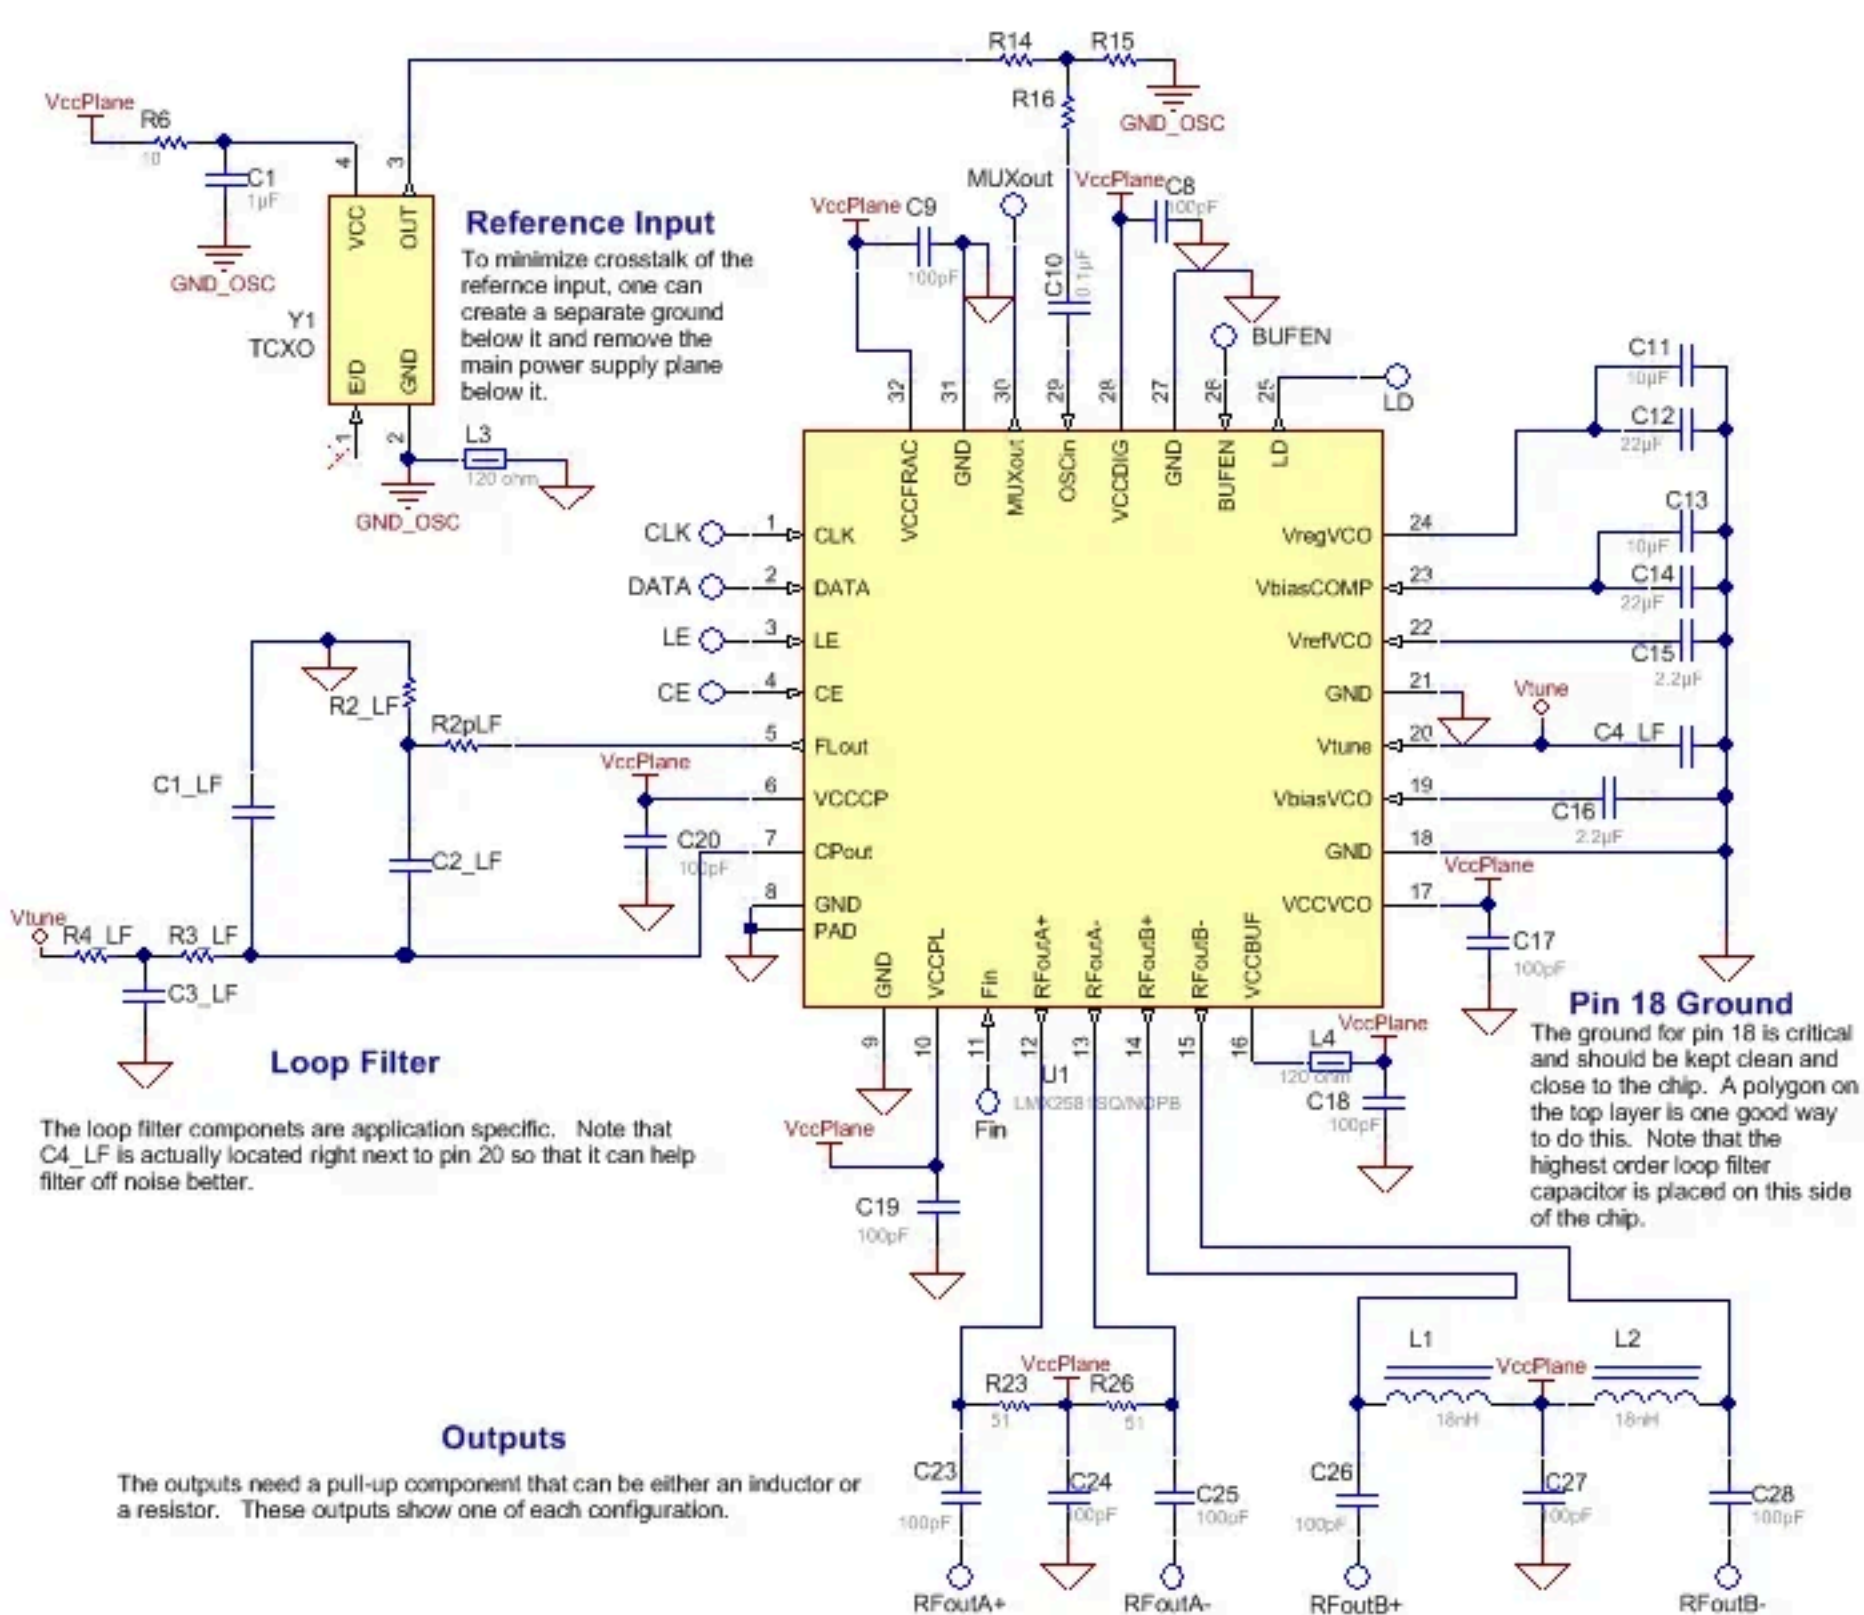 R14
R15
R16
GND_OSC
VccPlane
R6
10
C1
1µF
GND_OSC
4
3
VCC
OUT
Y1
TCXO
E/D
GND
1
2
L3
120 ohm
GND_OSC
Reference Input
To minimize crosstalk of the
refernce input, one can
create a separate ground
below it and remove the
main power supply plane
below it.
VccPlane
C9
100pF
MUXout
C10
0.1µF
VccPlane
C8
100pF
BUFEN
LD
32
31
30
29
28
27
26
25
VCCFRAC
GND
MUXout
OSCin
VCCDIG
GND
BUFEN
LD
CLK
1
CLK
DATA
2
DATA
LE
3
LE
CE
4
CE
5
FLout
6
VCCCP
7
CPout
8
GND
PAD
VregVCO
24
VbiasCOMP
23
VrefVCO
22
GND
21
Vtune
20
VbiasVCO
19
GND
18
VCCVCO
17
C11
10µF
C12
22µF
C13
10µF
C14
22µF
C15
2.2µF
Vtune
C4_LF
C16
2.2µF
VccPlane
C17
100pF
R2_LF
R2pLF
C1_LF
C2_LF
VccPlane
C20
100pF
Vtune
R4_LF
R3_LF
C3_LF
Loop Filter
The loop filter componets are application specific. Note that
C4_LF is actually located right next to pin 20 so that it can help
filter off noise better.
GND
VCCPL
Fin
RFoutA+
RFoutA-
RFoutB+
RFoutB-
VCCBUF
9
10
11
12
13
14
15
16
U1
LMX2581SQ/NOPB
Fin
VccPlane
C19
100pF
L4
120 ohm
VccPlane
C18
100pF
Pin 18 Ground
The ground for pin 18 is critical
and should be kept clean and
close to the chip. A polygon on
the top layer is one good way
to do this. Note that the
highest order loop filter
capacitor is placed on this side
of the chip.
Outputs
The outputs need a pull-up component that can be either an inductor or
a resistor. These outputs show one of each configuration.
VccPlane
R23
51
R26
51
C23
100pF
C24
100pF
C25
100pF
RFoutA+
RFoutA-
L1
18nH
VccPlane
L2
18nH
C26
100pF
C27
100pF
C28
100pF
RFoutB+
RFoutB-